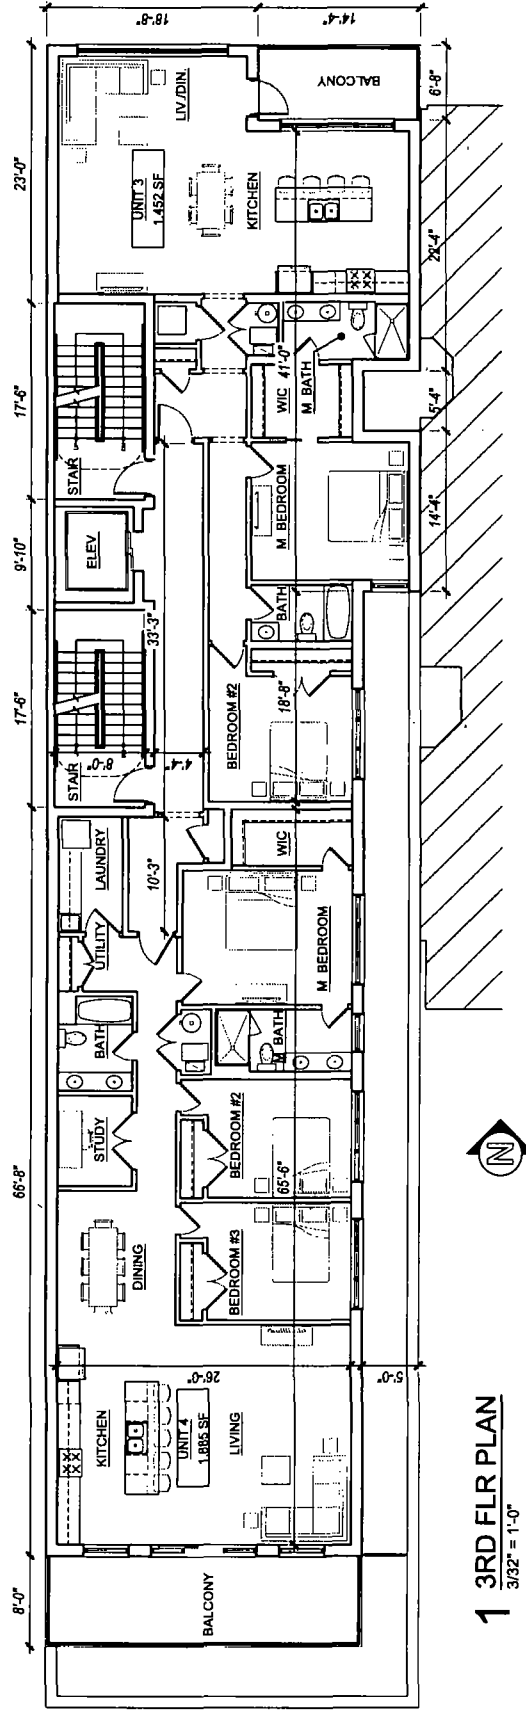 18'-8"
14'-4"
BALCONY
6'-8"
LIV./DIN.
23'-0"
UNIT 3
1,452 SF
KITCHEN
22'-4"
WIC
41'-0"
M. BATH
17'-6"
STAIR
5'-4"
M. BEDROOM
14'-4"
9'-10"
ELEV
BATH
33'-3"
17'-6"
STAIR
8'-0"
4'-4"
BEDROOM #2
18'-8"
LAUNDRY
10'-3"
WIC
UTILITY
M. BEDROOM
BATH
M. BATH
66'-8"
STUDY
BEDROOM #2
65'-6"
DINING
BEDROOM #3
26'-0"
5'-0"
KITCHEN
UNIT 4
1,885 SF
LIVING
8'-0"
BALCONY
N
1 3RD FLR PLAN
3/32" = 1'-0"